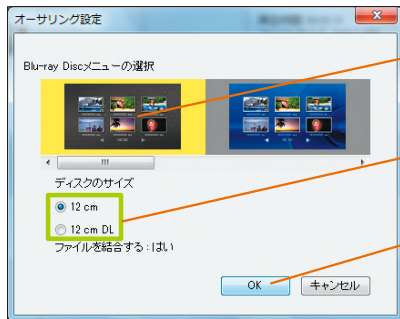 オーサリング設定
Blu-ray Discメニューの選択
ディスクのサイズ
12 cm
12 cm DL
ファイルを結合する：はい
OK
キャンセル